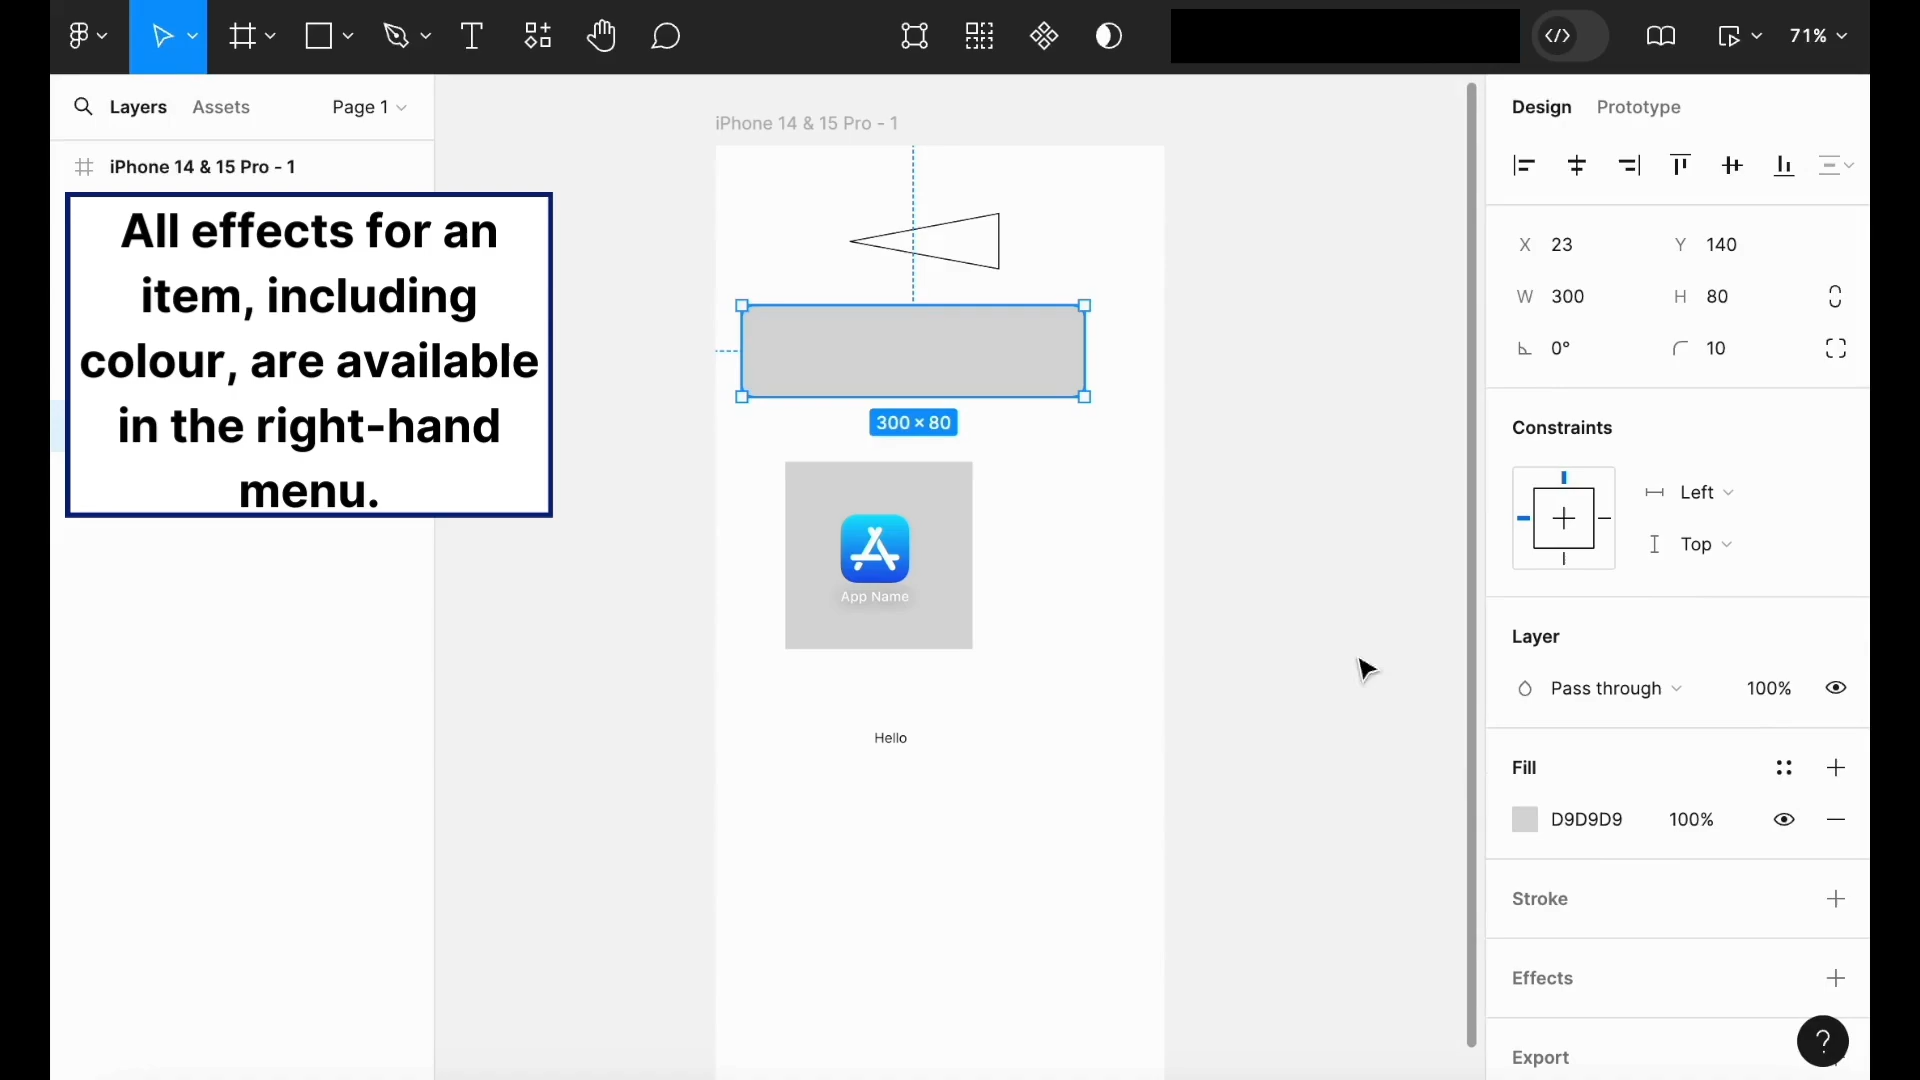 71%
Layers
Assets
Page 1
iPhone 14 & 15 Pro - 1
All effects for an
item, including
colour, are available
in the right-hand
menu.
iPhone 14 & 15 Pro - 1
300 × 80
App Name
Hello
Design
Prototype
X 23
Y 140
W 300
H 80
0°
10
Constraints
Left
Top
Layer
Pass through
100%
Fill
D9D9D9
100%
Stroke
Effects
Export
?